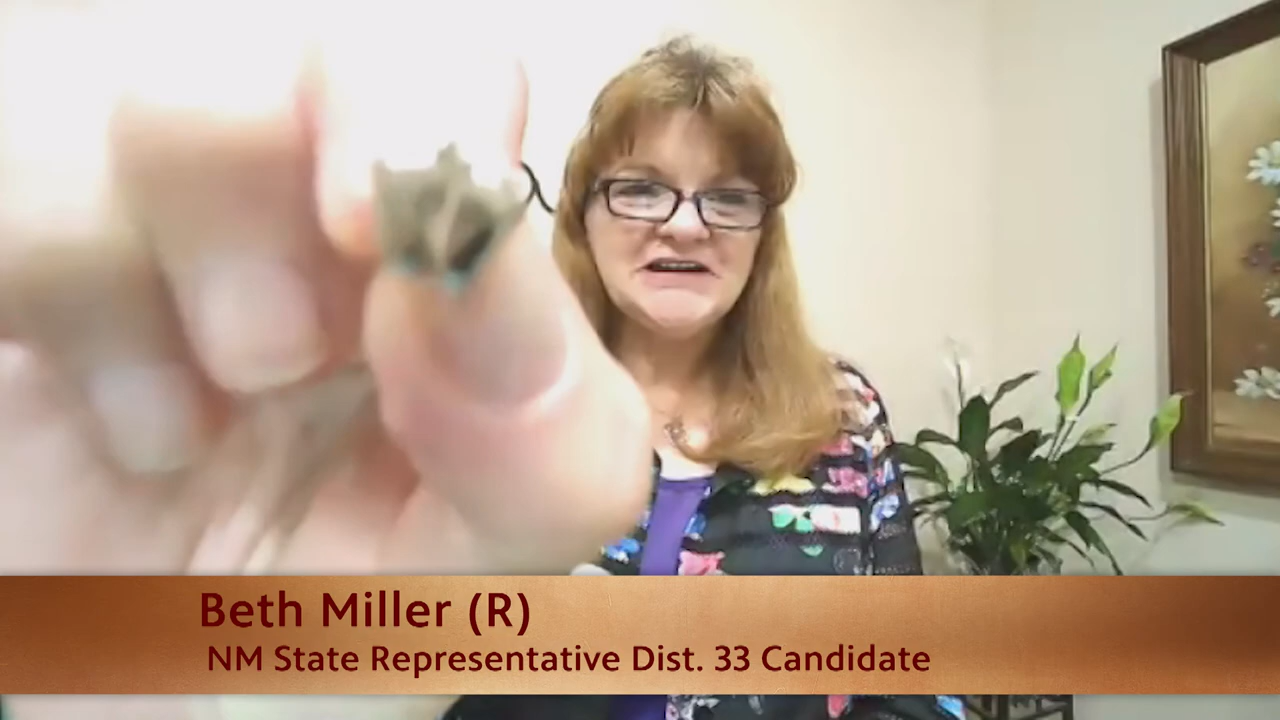 Beth Miller (R)
NM State Representative Dist. 33 Candidate